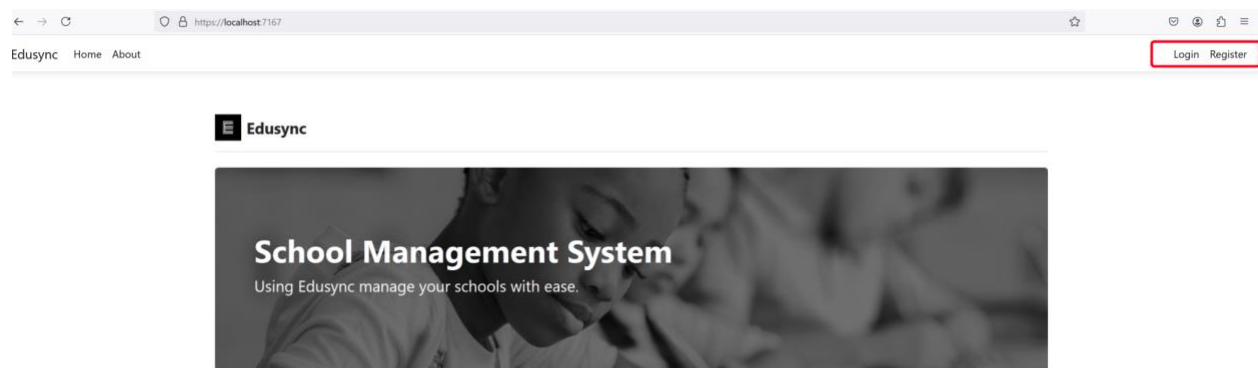 https://localhost:7167
Edusync Home About Login Register
E Edusync
School Management System
Using Edusync manage your schools with ease.